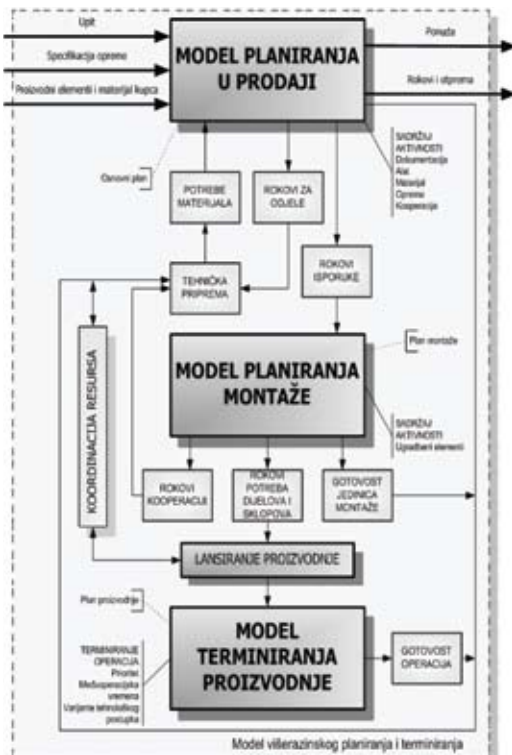 Upit
Specifikacija opreme
Proizvodni elementi i materijal kupca
MODEL PLANIRANJA
U PRODAJI
Ponuda
Rokovi i otprema
Osnovni plan
SADRŽAJ
AKTIVNOSTI
Dokumentacija
Alat
Materijal
Oprema
Kooperacija
POTREBE
MATERIJALA
ROKOVI ZA
ODJELE
TEHNIČKA
PRIPREMA
ROKOVI
ISPORUKE
KOORDINACIJA RESURSA
MODEL PLANIRANJA
MONTAŽE
Plan montaže
SADRŽAJ
AKTIVNOSTI
Ugradbeni elementi
ROKOVI
KOOPERACIJI
ROKOVI
POTREBA
DIJELOVA I
SKLOPOVA
GOTOVOST
JEDINICA
MONTAŽE
LANSIRANJE PROIZVODNJE
Plan proizvodnje
MODEL
TERMINIRANJA
PROIZVODNJE
TERMINIRANJE
OPERACIJA
Prioritet
Međuoperacijska
vremena
Varijante tehnološkog
postupka
GOTOVOST
OPERACIJA
Model višerazinskog planiranja i terminiranja